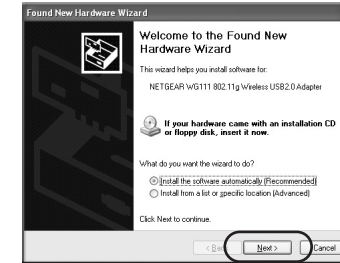 Found New Hardware Wizard
Welcome to the Found New
Hardware Wizard
This wizard helps you install software for:
NETGEAR WG111 802.11g Wireless USB2.0 Adapter
If your hardware came with an installation CD
or floppy disk, insert it now.
What do you want the wizard to do?
Install the software automatically (Recommended)
Install from a list or specific location (Advanced)
Click Next to continue.
Next > Cancel